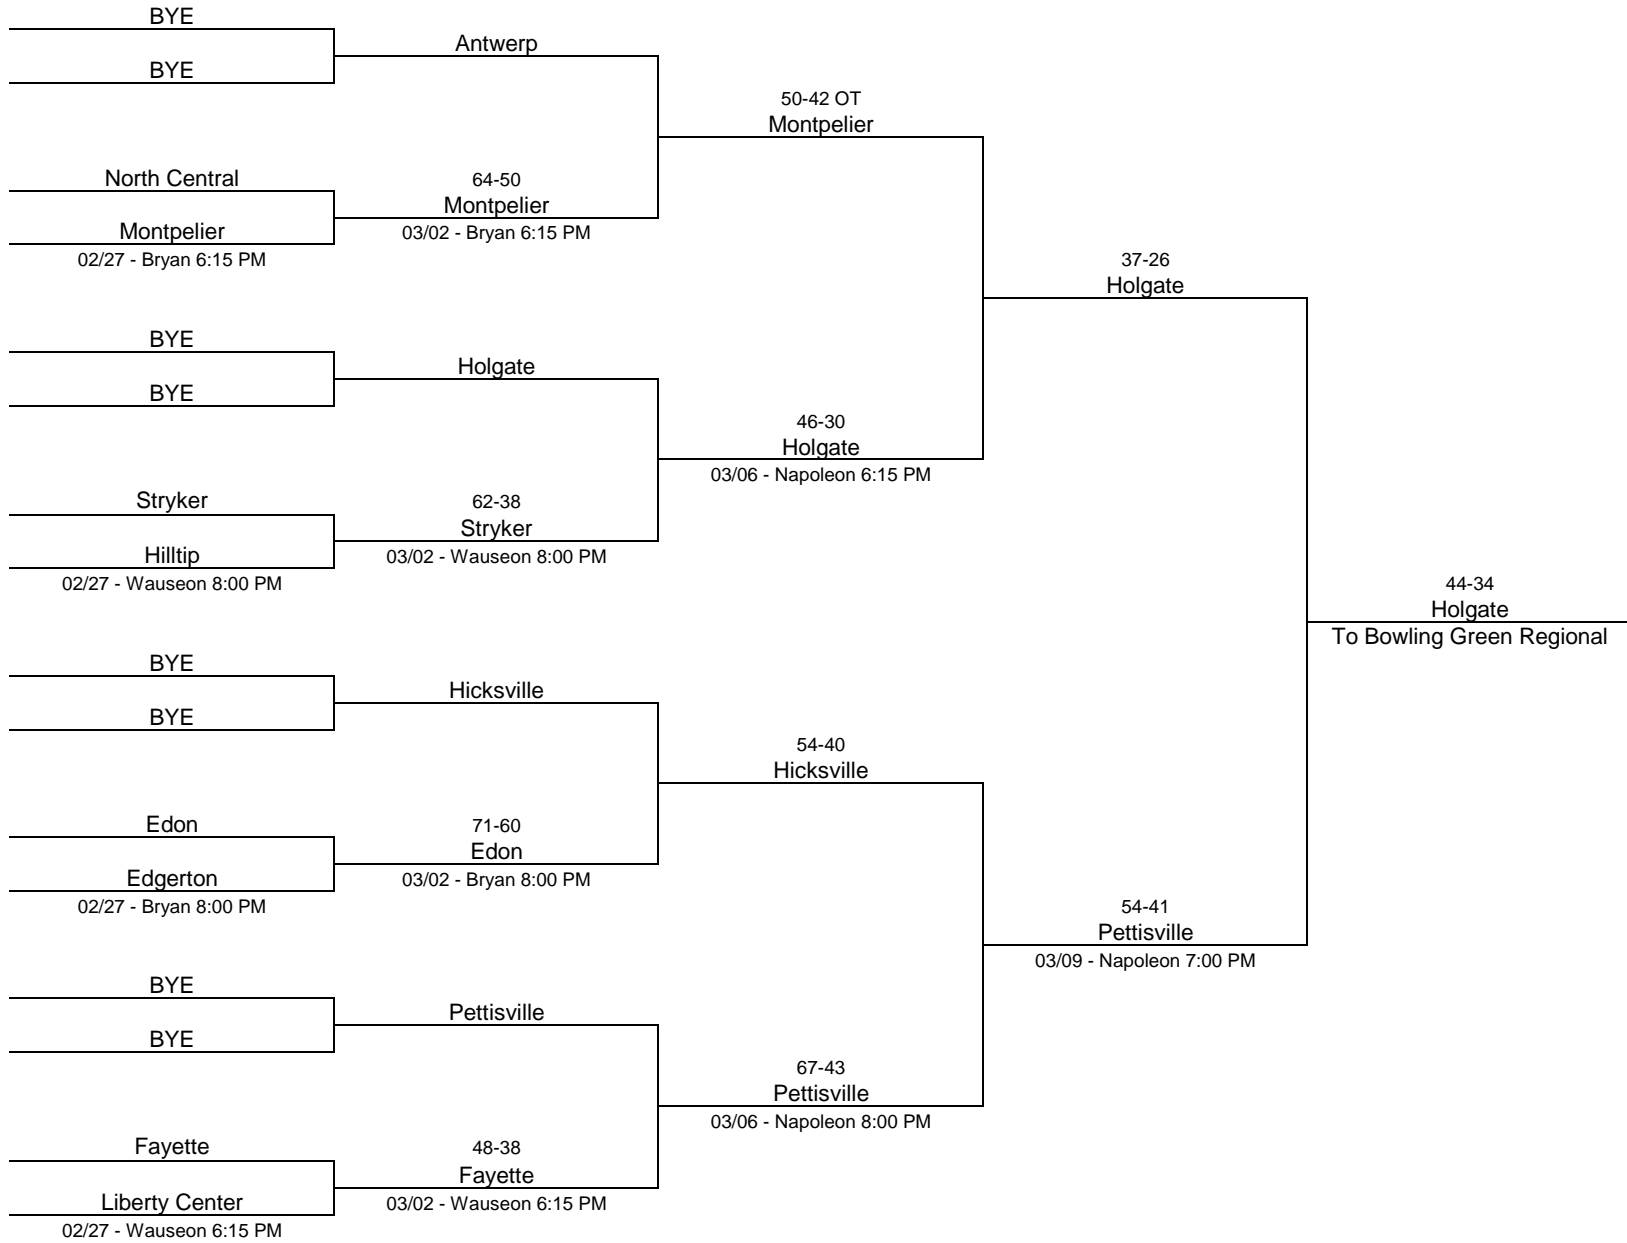 BYE
BYE
Antwerp
North Central
Montpelier
02/27 - Bryan 6:15 PM
64-50
Montpelier
03/02 - Bryan 6:15 PM
50-42 OT
Montpelier
BYE
BYE
Holgate
Stryker
Hilltip
02/27 - Wauseon 8:00 PM
62-38
Stryker
03/02 - Wauseon 8:00 PM
46-30
Holgate
03/06 - Napoleon 6:15 PM
37-26
Holgate
BYE
BYE
Hicksville
Edon
Edgerton
02/27 - Bryan 8:00 PM
71-60
Edon
03/02 - Bryan 8:00 PM
54-40
Hicksville
BYE
BYE
Pettisville
Fayette
Liberty Center
02/27 - Wauseon 6:15 PM
48-38
Fayette
03/02 - Wauseon 6:15 PM
67-43
Pettisville
03/06 - Napoleon 8:00 PM
54-41
Pettisville
03/09 - Napoleon 7:00 PM
44-34
Holgate
To Bowling Green Regional